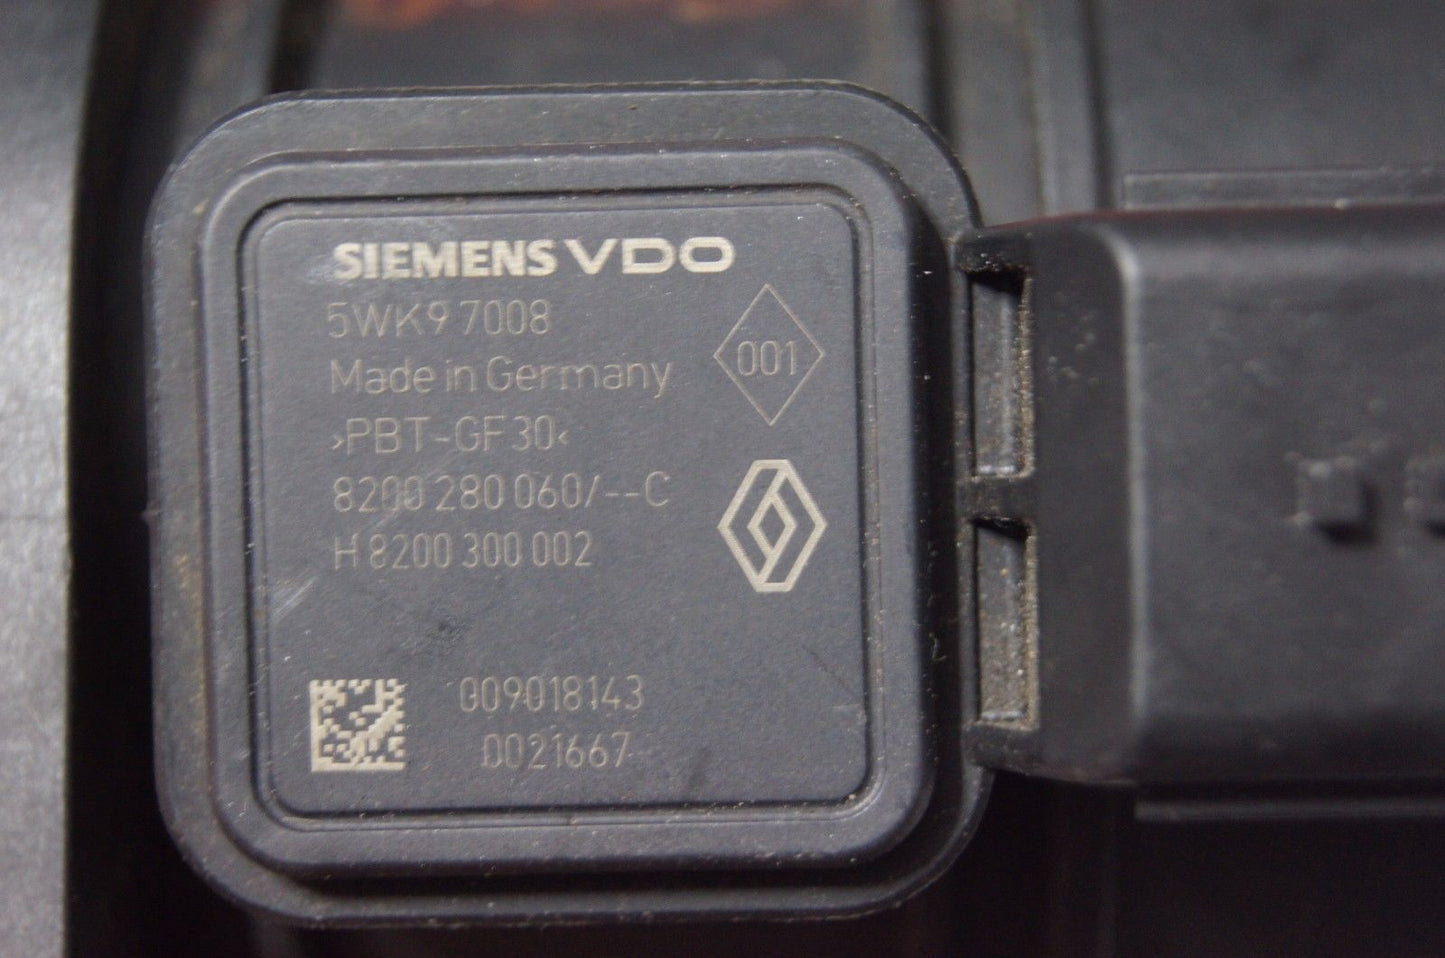 SIEMENS VDO
5WK9 7008
Made in Germany
001
>PBT-GF30<
8200 280 060/--C
H 8200 300 002
009018143
0021667